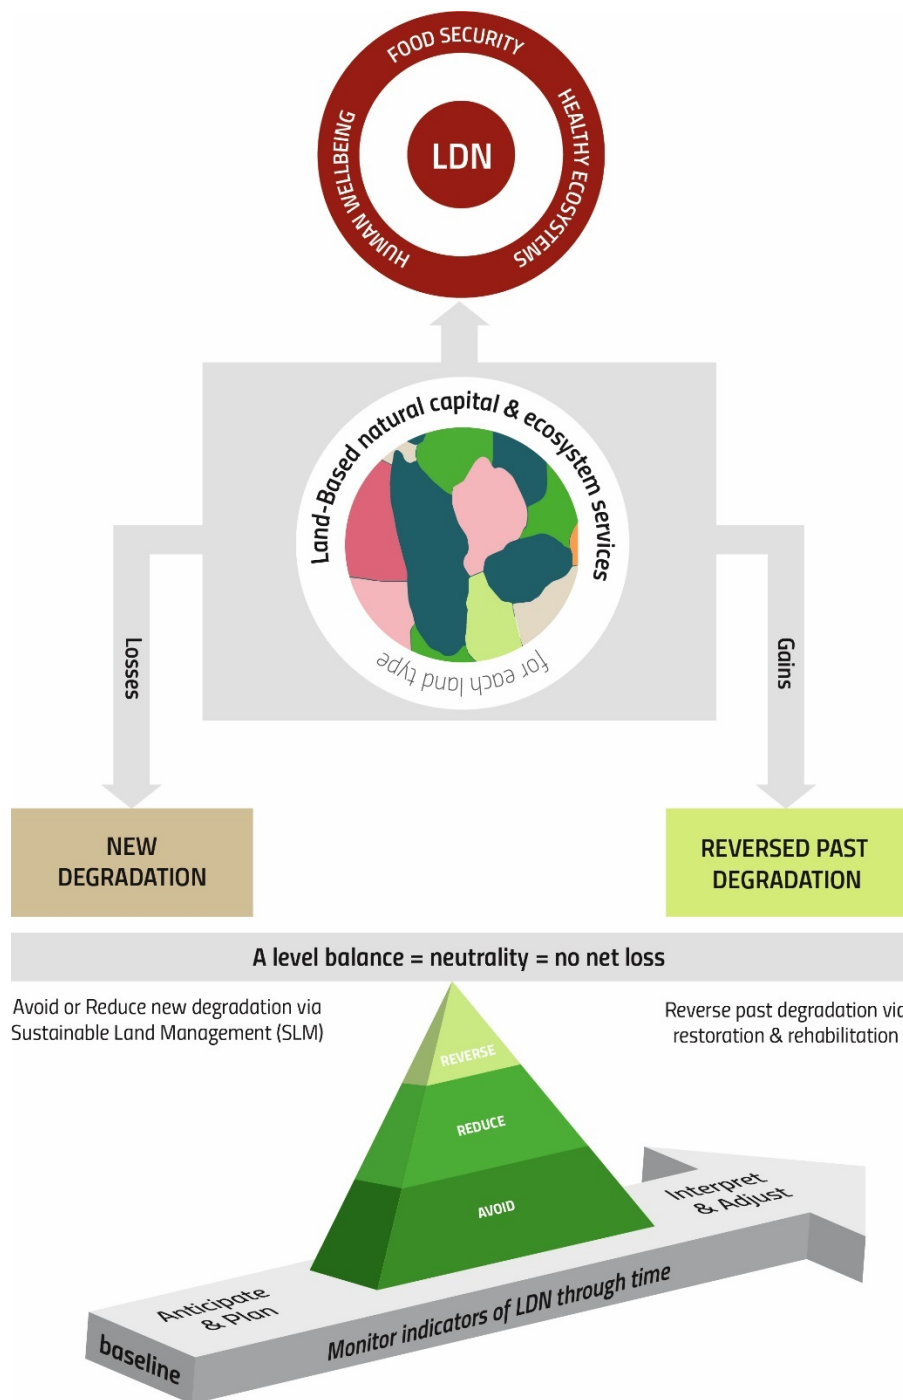 FOOD SECURITY
HUMAN WELLBEING
HEALTHY ECOSYSTEMS
LDN
Land-Based natural capital & ecosystem services
for each land type
Losses
Gains
NEW
DEGRADATION
REVERSED PAST
DEGRADATION
A level balance = neutrality = no net loss
Avoid or Reduce new degradation via
Sustainable Land Management (SLM)
Reverse past degradation via
restoration & rehabilitation
REVERSE
REDUCE
AVOID
Anticipate
& Plan
Interpret
& Adjust
baseline
Monitor indicators of LDN through time